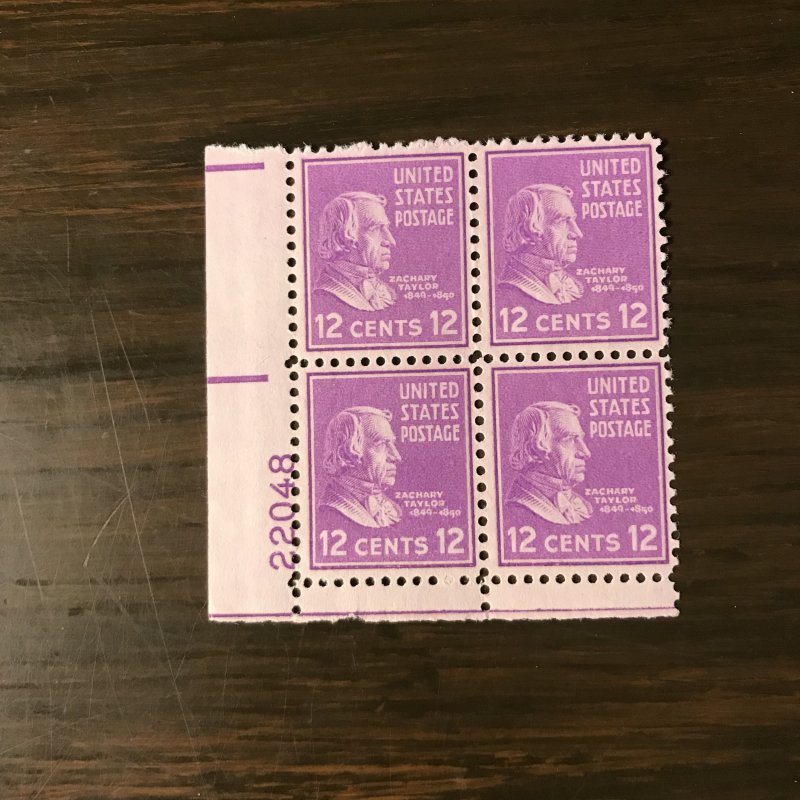 UNITED
STATES
POSTAGE
ZACHARY
TAYLOR
1849-1850
12 CENTS 12
UNITED
STATES
POSTAGE
ZACHARY
TAYLOR
1849-1850
12 CENTS 12
22048
UNITED
STATES
POSTAGE
ZACHARY
TAYLOR
1849-1850
12 CENTS 12
UNITED
STATES
POSTAGE
ZACHARY
TAYLOR
1849-1850
12 CENTS 12